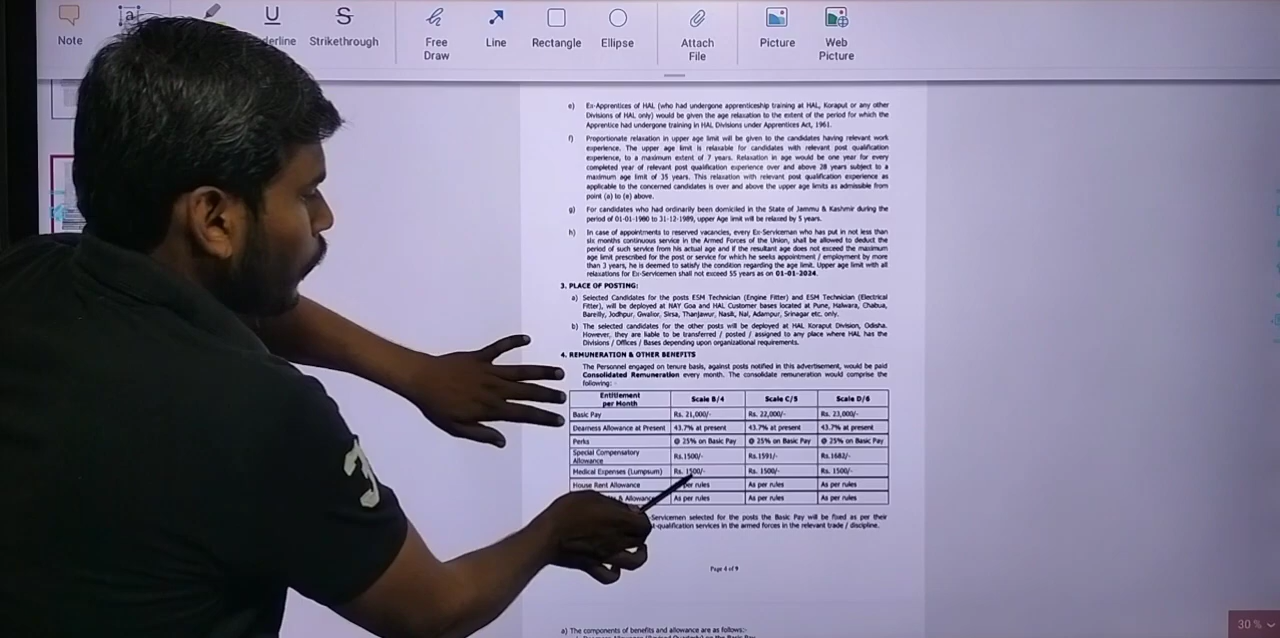 Note
a
derline
Strikethrough
Free
Draw
Line
Rectangle
Ellipse
Attach
File
Picture
Web
Picture
e) Ex-Apprentices of HAL (who had undergone apprenticeship training at HAL, Koraput or any other
Divisions of HAL only) would be given the age relaxation to the extent of the period for which the
Apprentice had undergone training in HAL Divisions under Apprentices Act, 1961.
f) Proportionate relaxation in upper age limit will be given to the candidates having relevant work
experience. The upper age limit is relaxable for candidates with relevant post qualification
experience, to a maximum extent of 7 years. Relaxation in age would be one year for every
completed year of relevant post qualification experience over and above 28 years subject to a
maximum age limit of 35 years. This relaxation with relevant post qualification experience as
applicable to the concerned candidates is over and above the upper age limits as admissible from
point (a) to (e) above.
g) For candidates who had ordinarily been domiciled in the State of Jammu & Kashmir during the
period of 01-01-1980 to 31-12-1989, upper Age limit will be relaxed by 5 years.
h) In case of appointments to reserved vacancies, every Ex-Serviceman who has put in not less than
six months continuous service in the Armed Forces of the Union, shall be allowed to deduct the
period of such service from his actual age and if the resultant age does not exceed the maximum
age limit prescribed for the post or service for which he seeks appointment / employment by more
than 3 years, he is deemed to satisfy the condition regarding the age limit. Upper age limit with all
relaxations for Ex-Servicemen shall not exceed 55 years as on 01-01-2024.
3. PLACE OF POSTING:
a) Selected Candidates for the posts ESM Technician (Engine Fitter) and ESM Technician (Electrical
Fitter), will be deployed at NAY Goa and HAL Customer bases located at Pune, Halwara, Chabua,
Bareilly, Jodhpur, Gwalior, Sirsa, Thanjavur, Nasik, Nal, Adampur, Srinagar etc. only.
b) The selected candidates for the other posts will be deployed at HAL Koraput Division, Odisha.
However, they are liable to be transferred / posted / assigned to any place where HAL has the
Divisions / Offices / Bases depending upon organizational requirements.
4. REMUNERATION & OTHER BENEFITS
The Personnel engaged on tenure basis, against posts notified in this advertisement, would be paid
Consolidated Remuneration every month. The consolidate remuneration would comprise the
following:
Entitlement per Month Scale B/4 Scale C/5 Scale D/6
Basic Pay Rs. 21,000/- Rs. 22,000/- Rs. 23,000/-
Dearness Allowance at Present 43.7% at present 43.7% at present 43.7% at present
Perks @ 25% on Basic Pay @ 25% on Basic Pay @ 25% on Basic Pay
Special Compensatory Allowance Rs.1500/- Rs.1591/- Rs.1682/-
Medical Expenses (Lumpsum) Rs. 1500/- Rs. 1500/- Rs. 1500/-
House Rent Allowance per rules As per rules As per rules
& Allowance As per rules As per rules As per rules
Servicemen selected for the posts the Basic Pay will be fixed as per their
qualification services in the armed forces in the relevant trade / discipline.
Page 4 of 9
a) The components of benefits and allowance are as follows:-
30 %
3